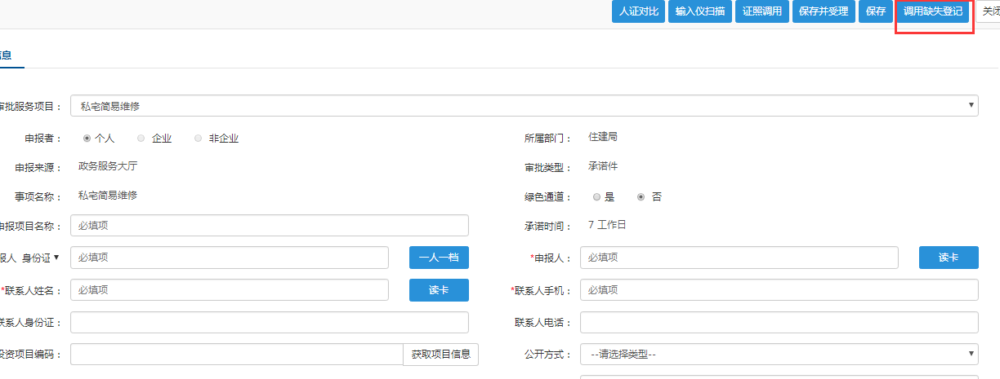 人证对比 输入仪扫描 证照调用 保存并受理 保存 调用缺失登记 关闭
信息
审批服务项目： 私宅简易维修
申报者： 个人 企业 非企业 所属部门： 住建局
申报来源： 政务服务大厅 审批类型： 承诺件
事项名称： 私宅简易维修 绿色通道： 是 否
申报项目名称： 必填项 承诺时间： 7 工作日
报人 身份证 必填项 一人一档 *申报人： 必填项 读卡
*联系人姓名： 必填项 读卡 *联系人手机： 必填项
联系人身份证： 联系人电话：
投资项目编码： 获取项目信息 公开方式： --请选择类型--